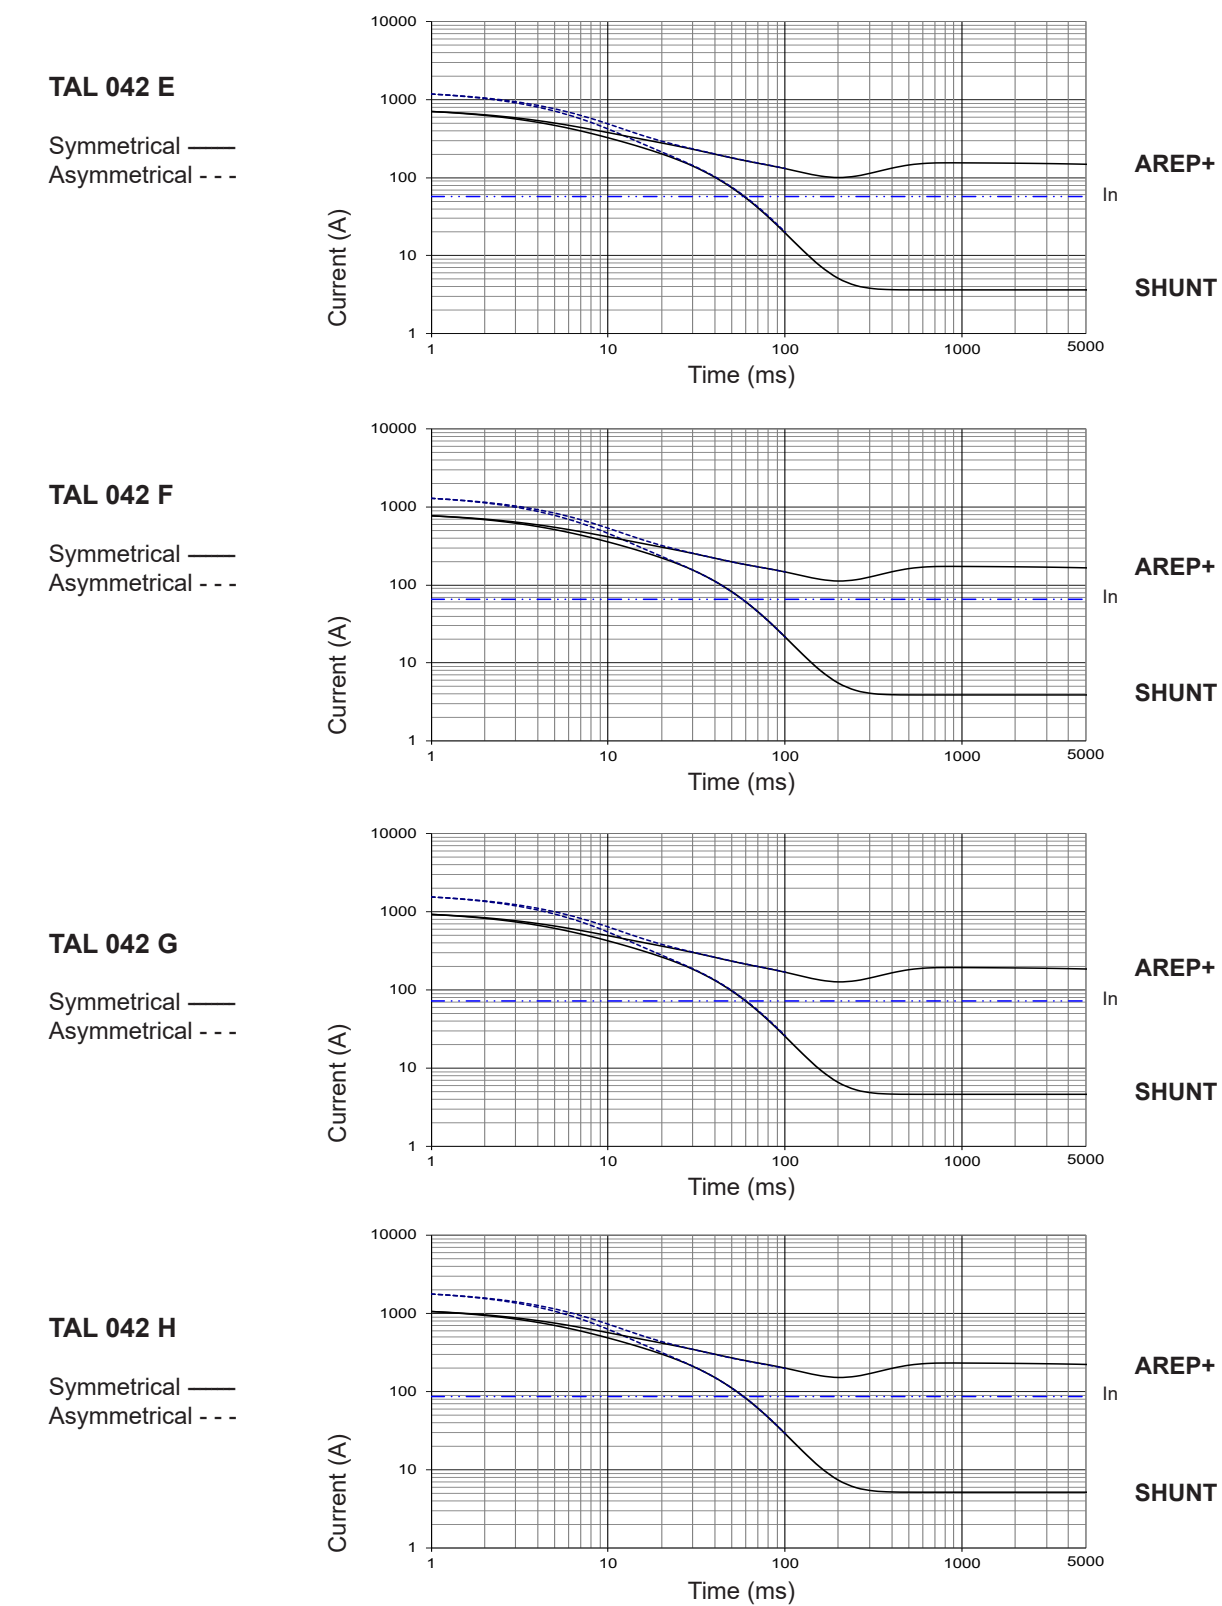 TAL 042 E
Symmetrical ——
Asymmetrical - - -
10000
1000
100
10
1
Current (A)
1 10 100 1000 5000
Time (ms)
AREP+
In
SHUNT
TAL 042 F
Symmetrical ——
Asymmetrical - - -
10000
1000
100
10
1
Current (A)
1 10 100 1000 5000
Time (ms)
AREP+
In
SHUNT
TAL 042 G
Symmetrical ——
Asymmetrical - - -
10000
1000
100
10
1
Current (A)
1 10 100 1000 5000
Time (ms)
AREP+
In
SHUNT
TAL 042 H
Symmetrical ——
Asymmetrical - - -
10000
1000
100
10
1
Current (A)
1 10 100 1000 5000
Time (ms)
AREP+
In
SHUNT